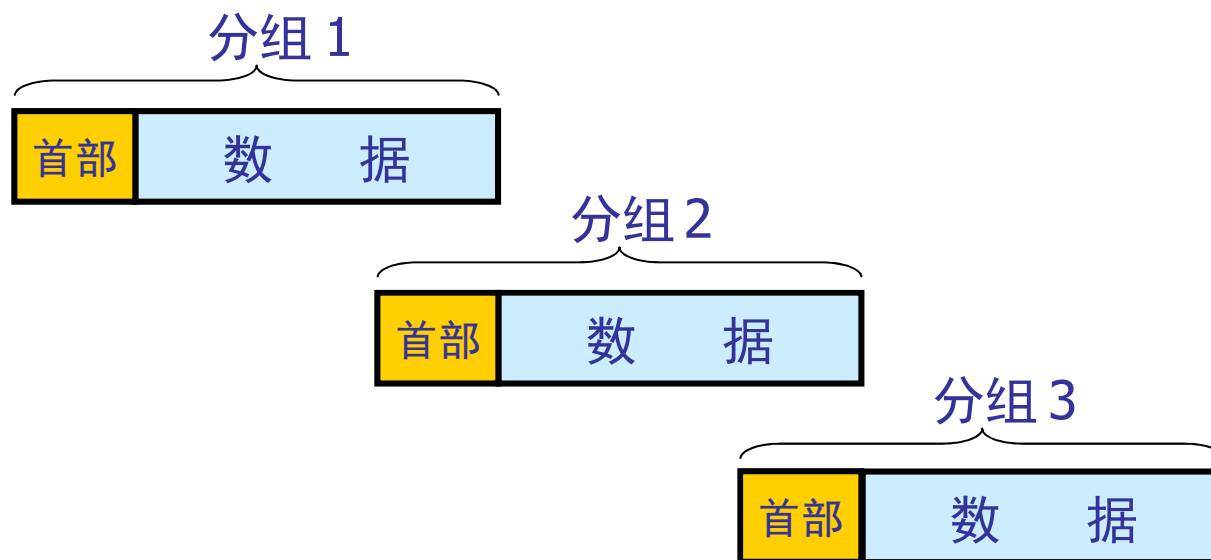 分组 1
首部 数 据
分组 2
首部 数 据
分组 3
首部 数 据